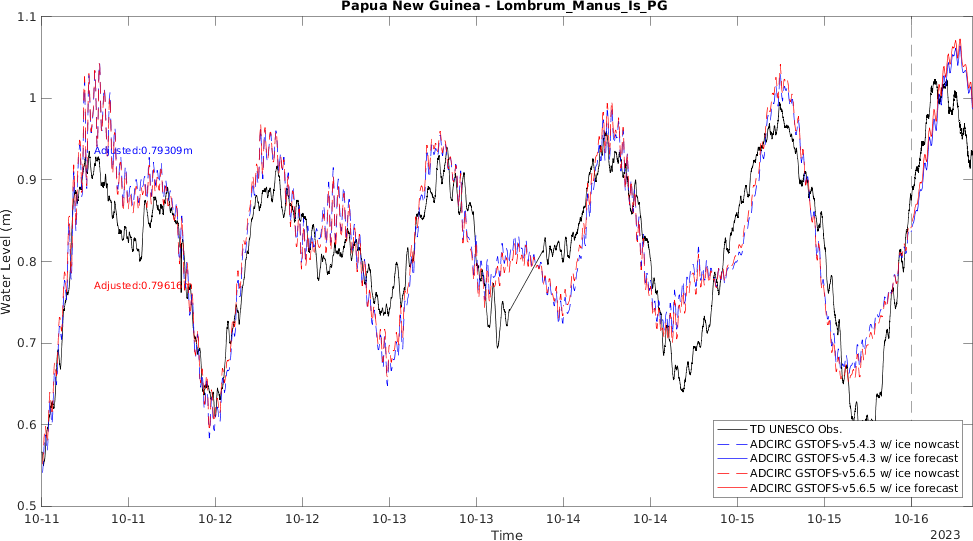 Papua New Guinea - Lombrum_Manus_Is_PG
1.1
1
0.9
0.8
0.7
0.6
0.5
Water Level (m)
Adjusted:0.79309m
Adjusted:0.79616m
TD UNESCO Obs.
ADCIRC GSTOFS-v5.4.3 w/ ice nowcast
ADCIRC GSTOFS-v5.4.3 w/ ice forecast
ADCIRC GSTOFS-v5.6.5 w/ ice nowcast
ADCIRC GSTOFS-v5.6.5 w/ ice forecast
10-11 10-11 10-12 10-12 10-13 10-13 10-14 10-14 10-15 10-15 10-16
2023
Time